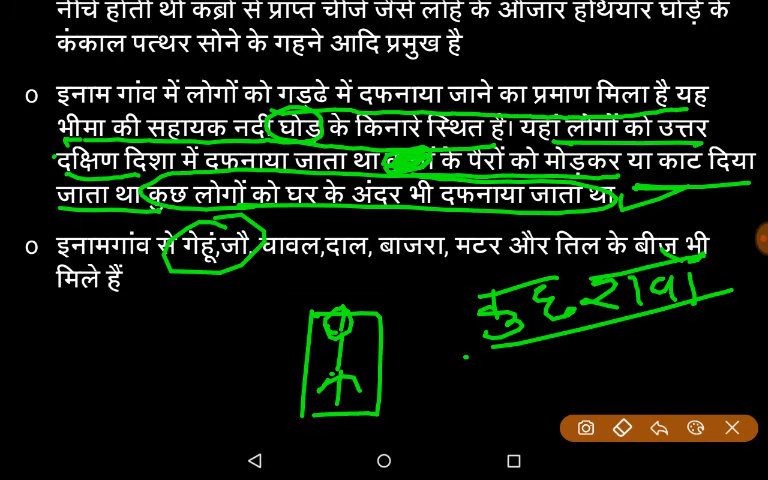 नीचे होती थी कब्रों से प्राप्त चीजें जैसे लोहे के औजार हथियार घोड़े के
कंकाल पत्थर सोने के गहने आदि प्रमुख है
o इनाम गांव में लोगों को गड्ढे में दफनाया जाने का प्रमाण मिला है यह
भीमा की सहायक नदी घोड़ के किनारे स्थित है। यहां लोगों को उत्तर
दक्षिण दिशा में दफनाया जाता था के पैरों को मोड़कर या काट दिया
जाता था कुछ लोगों को घर के अंदर भी दफनाया जाता था
o इनामगांव से गेहूं,जौ, चावल,दाल, बाजरा, मटर और तिल के बीज भी
मिले हैं
कुछ शवों